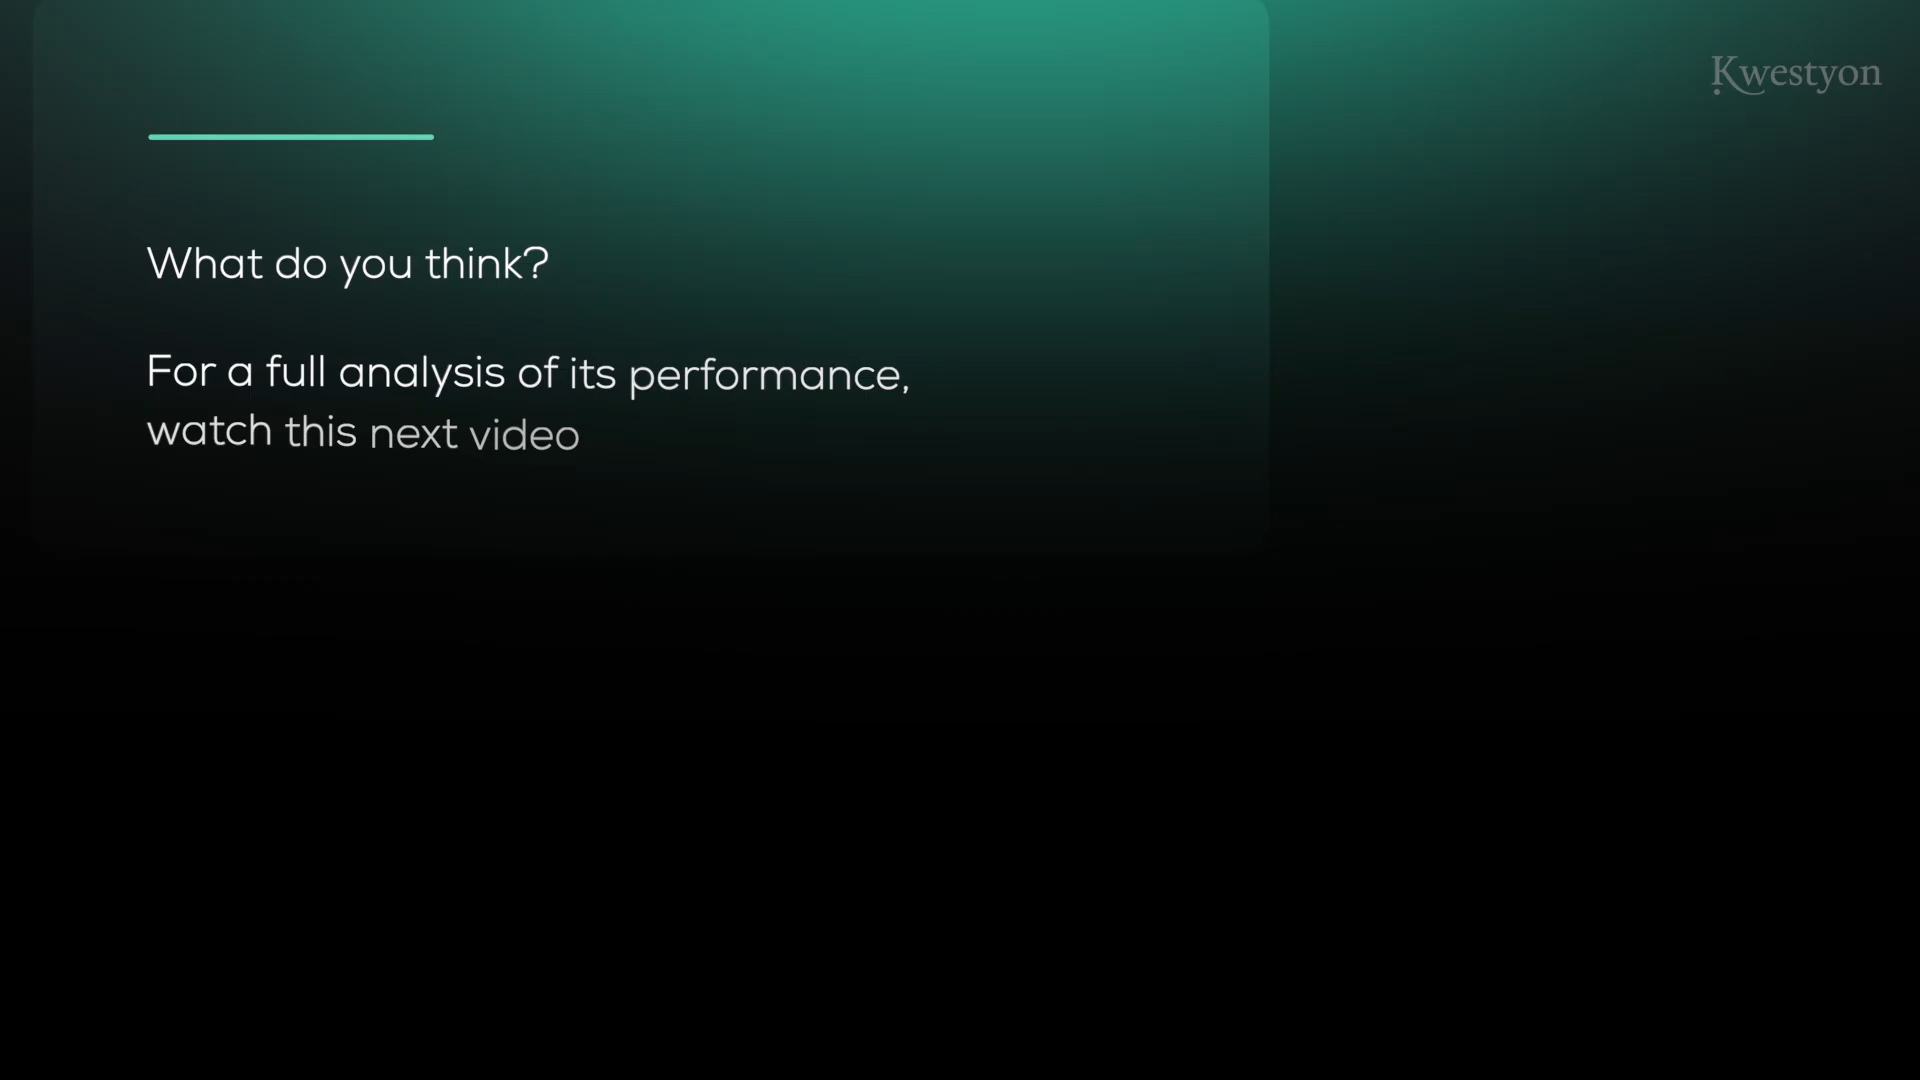 Kwestyon
What do you think?
For a full analysis of its performance,
watch this next video